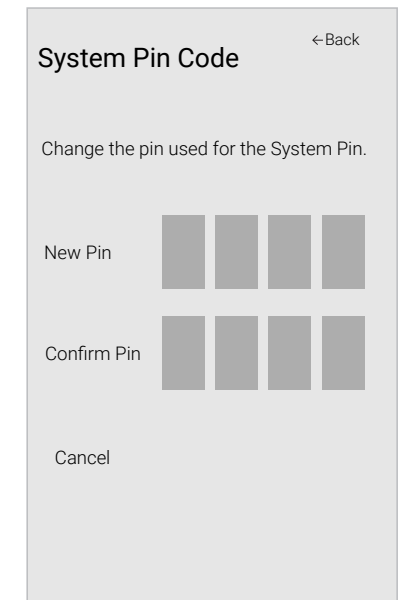 ←Back
System Pin Code
Change the pin used for the System Pin.
New Pin
Confirm Pin
Cancel